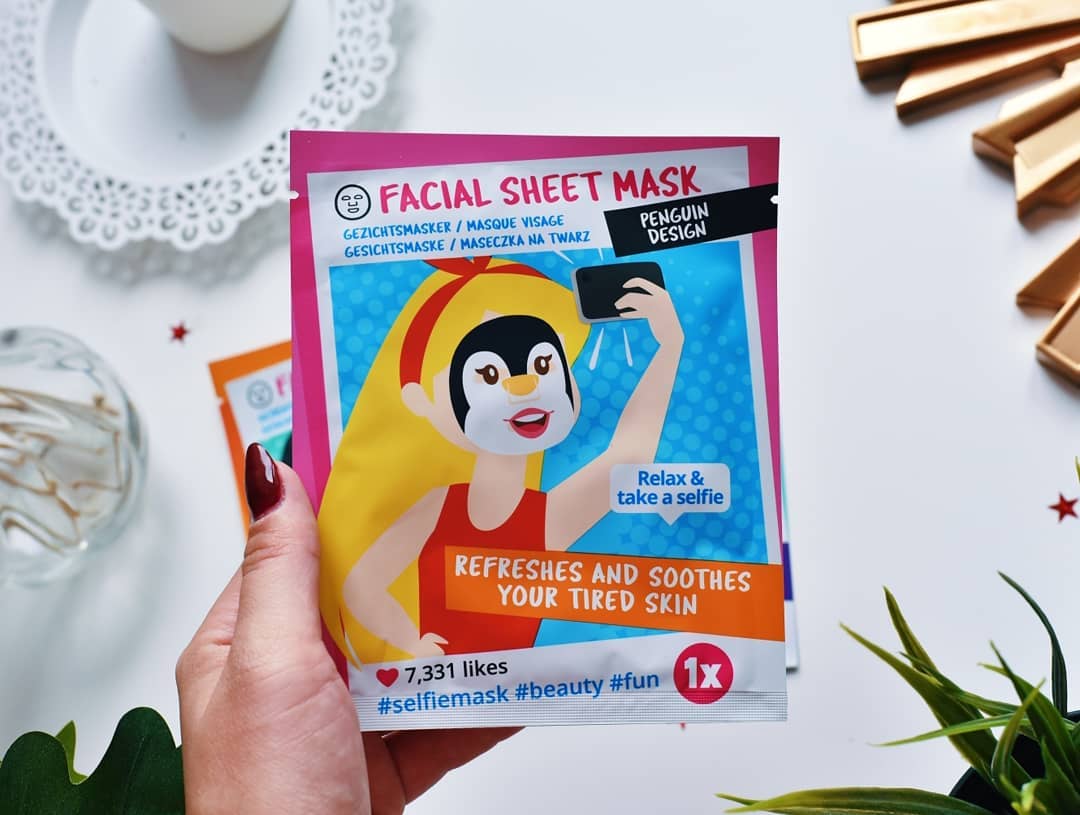 FACIAL SHEET MASK
GEZICHTSMASKER / MASQUE VISAGE
GESICHTSMASKE / MASECZKA NA TWARZ
PENGUIN
DESIGN
Relax &
take a selfie
REFRESHES AND SOOTHES
YOUR TIRED SKIN
7,331 likes
#selfiemask #beauty #fun
1x